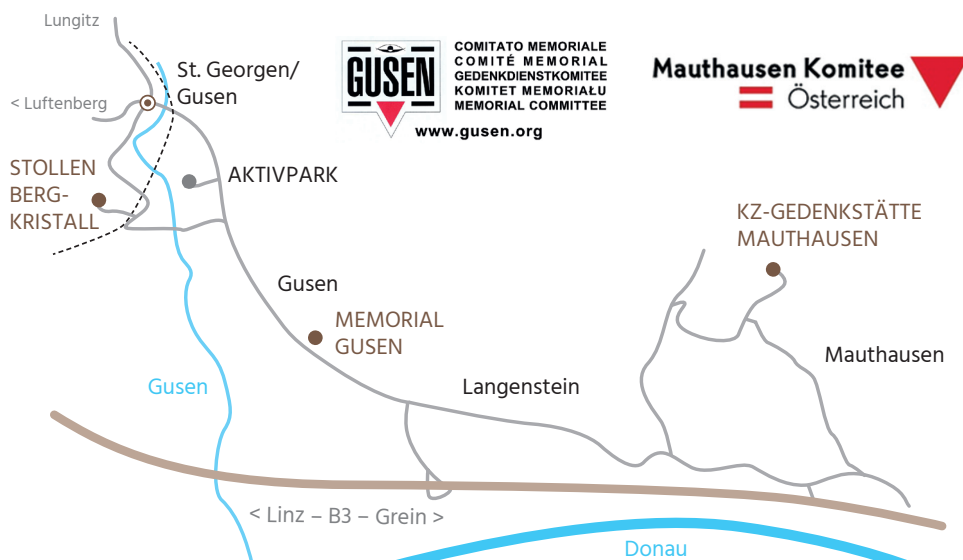 Lungitz
< Luftenberg
St. Georgen/
Gusen
GUSEN
COMITATO MEMORIALE
COMITÉ MEMORIAL
GEDENKDIENSTKOMITEE
KOMITET MEMORIAŁU
MEMORIAL COMMITTEE
www.gusen.org
Mauthausen Komitee
Österreich
STOLLEN
BERG-
KRISTALL
AKTIVPARK
KZ-GEDENKSTÄTTE
MAUTHAUSEN
Gusen
MEMORIAL
GUSEN
Mauthausen
Gusen
Langenstein
< Linz – B3 – Grein >
Donau